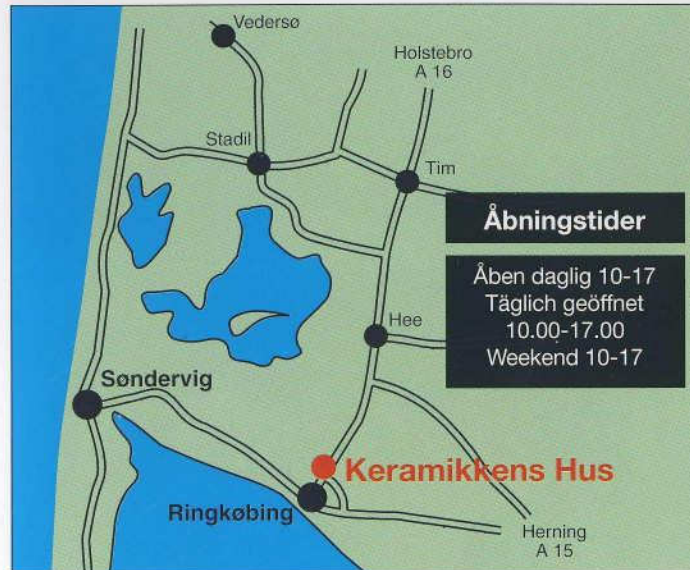 Vedersø
Holstebro
A 16
Stadil
Tim
Åbningstider
Åben daglig 10-17
Täglich geöffnet
10.00-17.00
Weekend 10-17
Hee
Søndervig
Keramikkens Hus
Ringkøbing
Herning
A 15